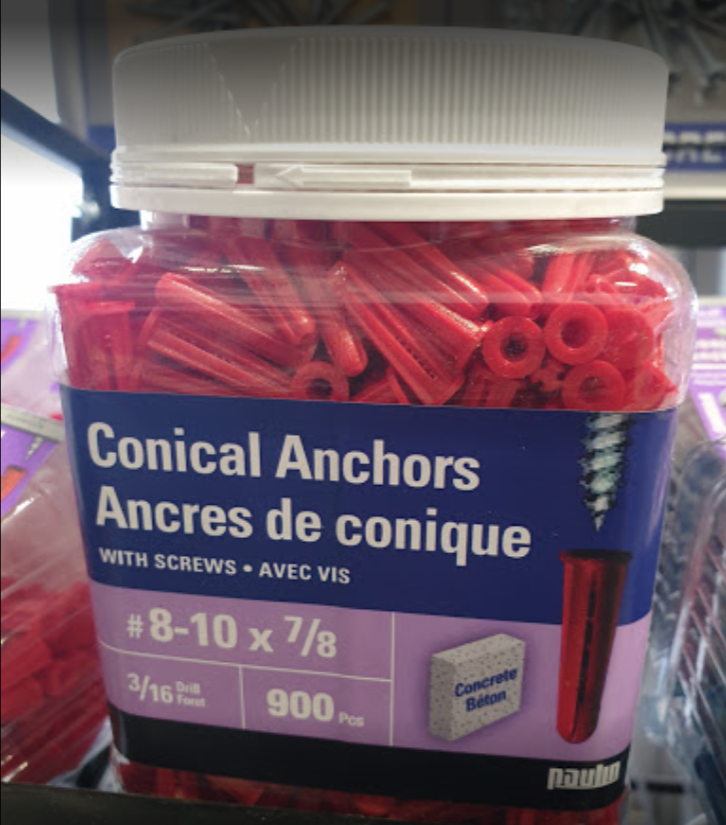 Conical Anchors
Ancres de conique
WITH SCREWS • AVEC VIS
#8-10 x 7/8
3/16 Drill
Foret
900 Pcs
Concrete
Béton
paulin